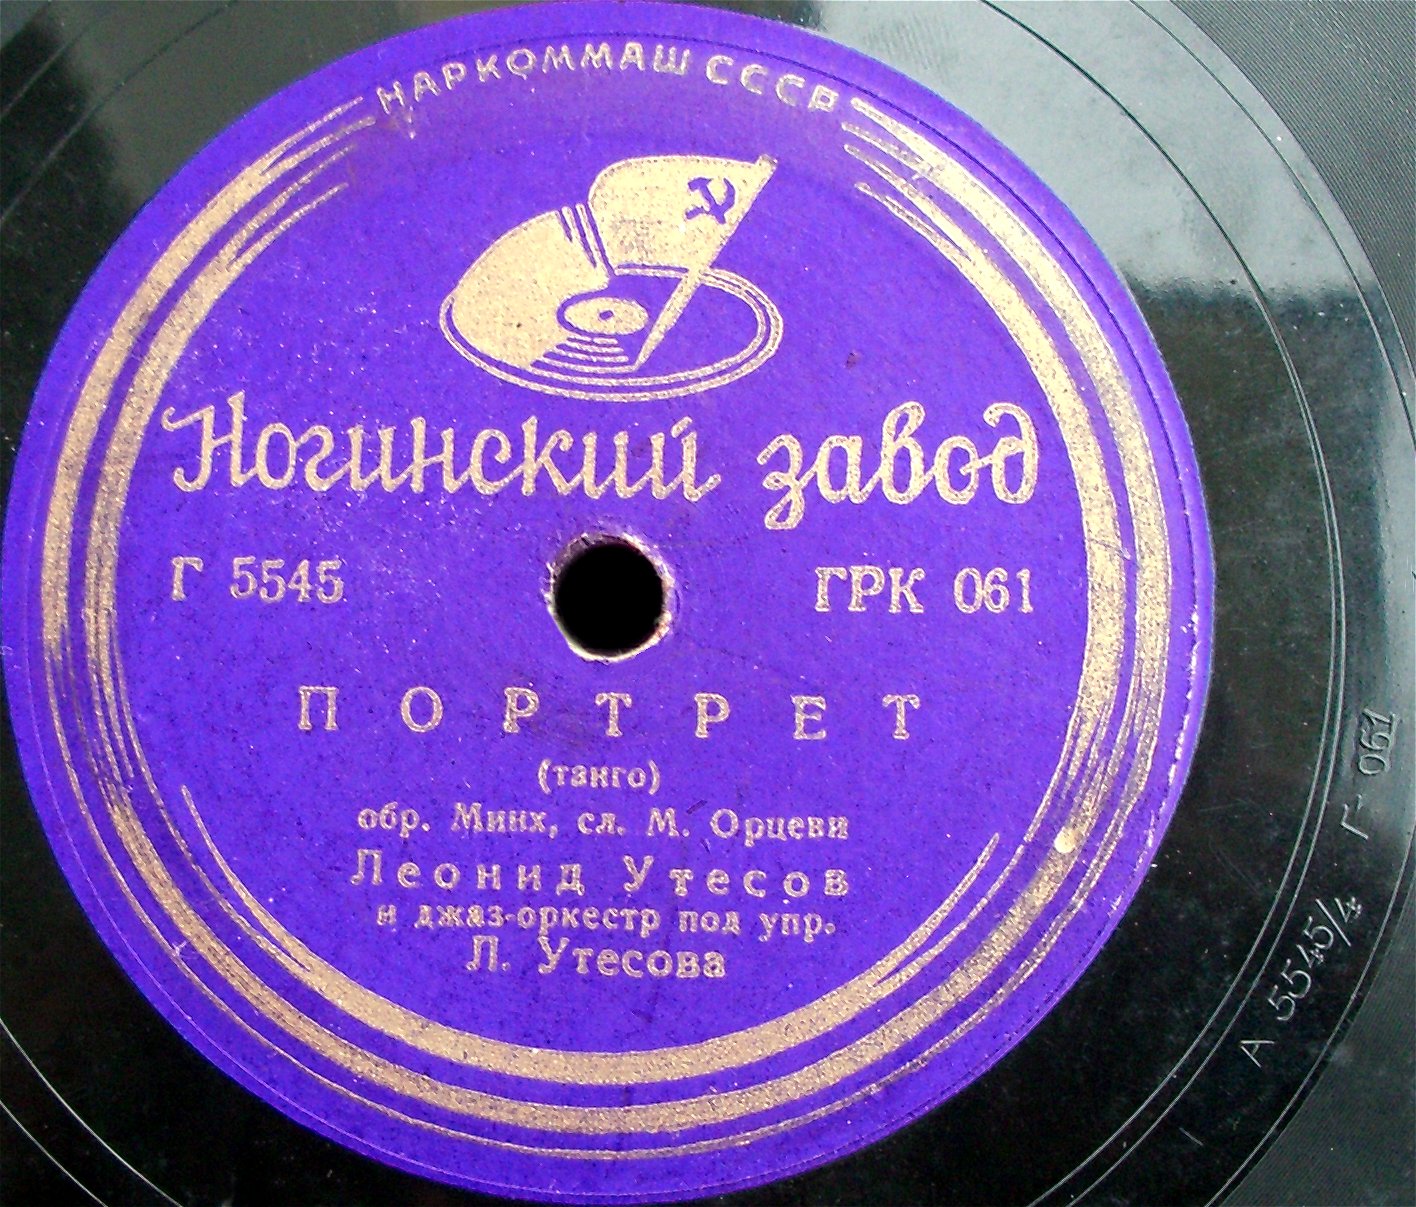 НАРКОММАШ СССР
Ногинский завод
Г 5545 ГРК 061
ПОРТРЕТ
(танго)
обр. Минх, сл. М. Орцеви
Леонид Утесов
и джаз-оркестр под упр.
Л. Утесова
А 5545/4 Г 061